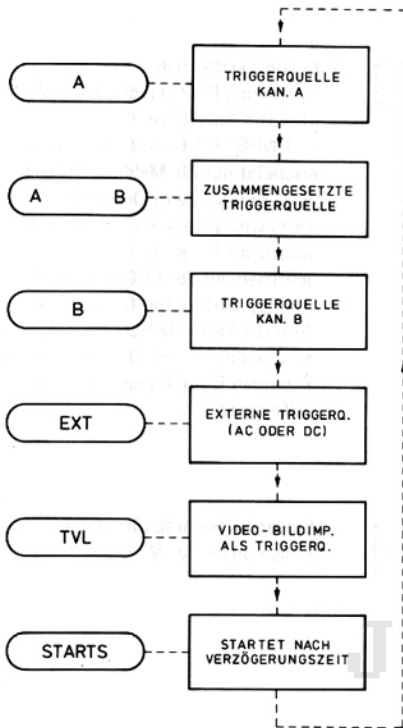 A
TRIGGERQUELLE
KAN. A
A B
ZUSAMMENGESETZTE
TRIGGERQUELLE
B
TRIGGERQUELLE
KAN. B
EXT
EXTERNE TRIGGERQ.
(AC ODER DC)
TVL
VIDEO-BILDIMP.
ALS TRIGGERQ.
STARTS
STARTET NACH
VERZÖGERUNGSZEIT
J